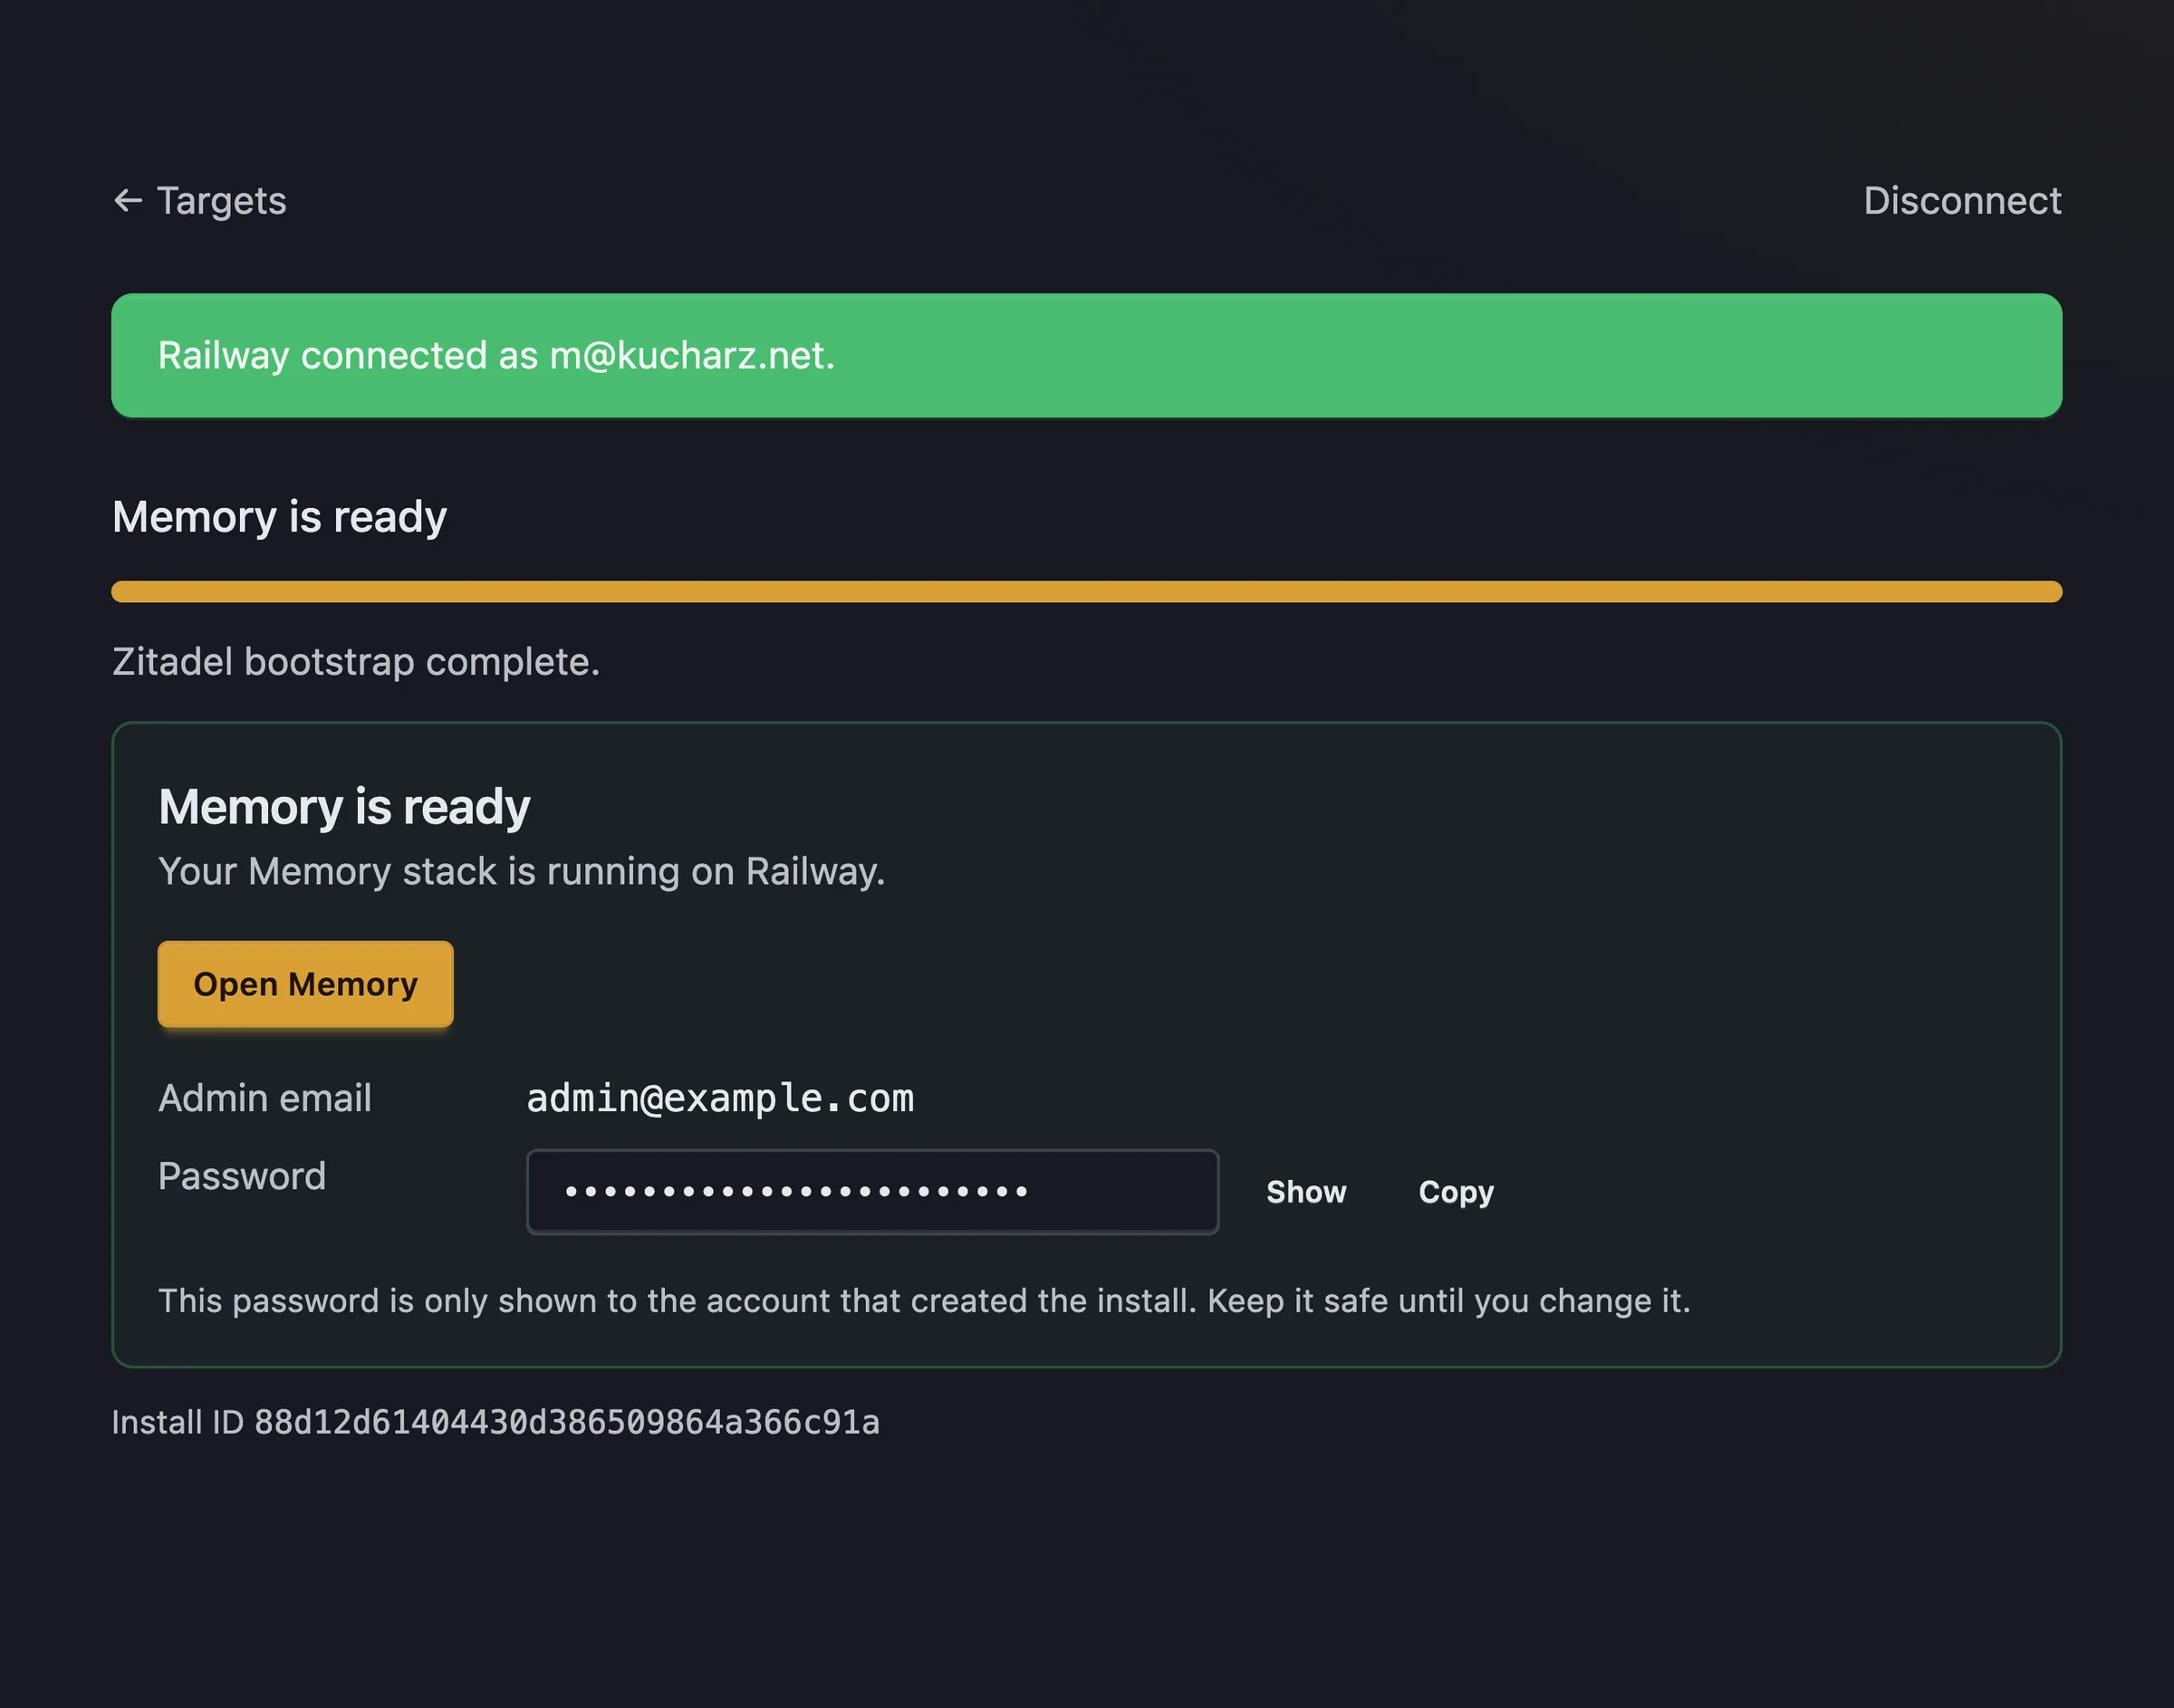 ← Targets
Disconnect
Railway connected as m@kucharz.net.
Memory is ready
Zitadel bootstrap complete.
Memory is ready
Your Memory stack is running on Railway.
Open Memory
Admin email admin@example.com
Password •••••••••••••••••••••••• Show Copy
This password is only shown to the account that created the install. Keep it safe until you change it.
Install ID 88d12d61404430d386509864a366c91a